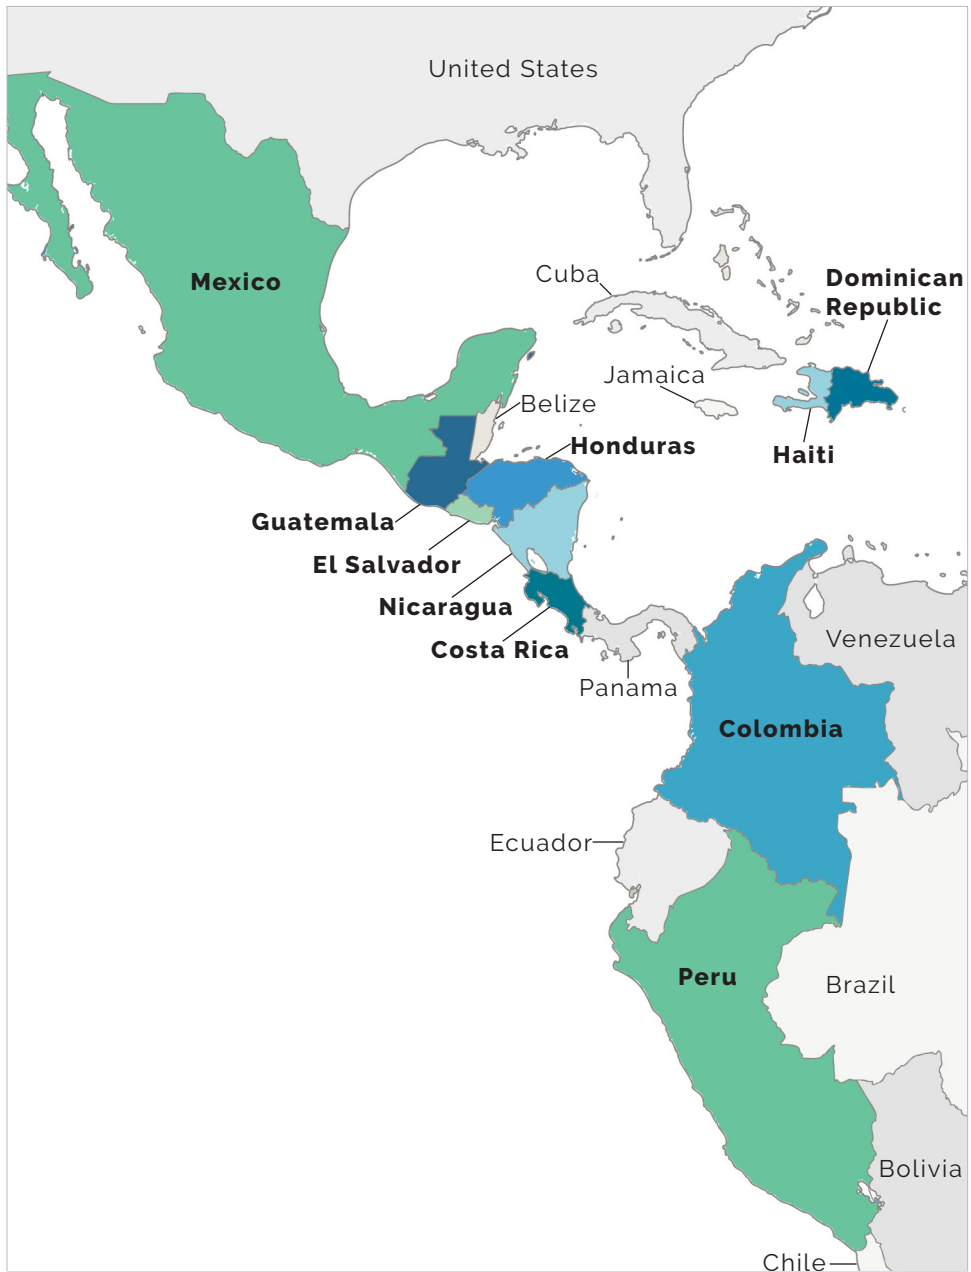 United States
Mexico
Cuba
Dominican
Republic
Jamaica
Belize
Honduras
Haiti
Guatemala
El Salvador
Nicaragua
Costa Rica
Venezuela
Panama
Colombia
Ecuador
Peru
Brazil
Bolivia
Chile